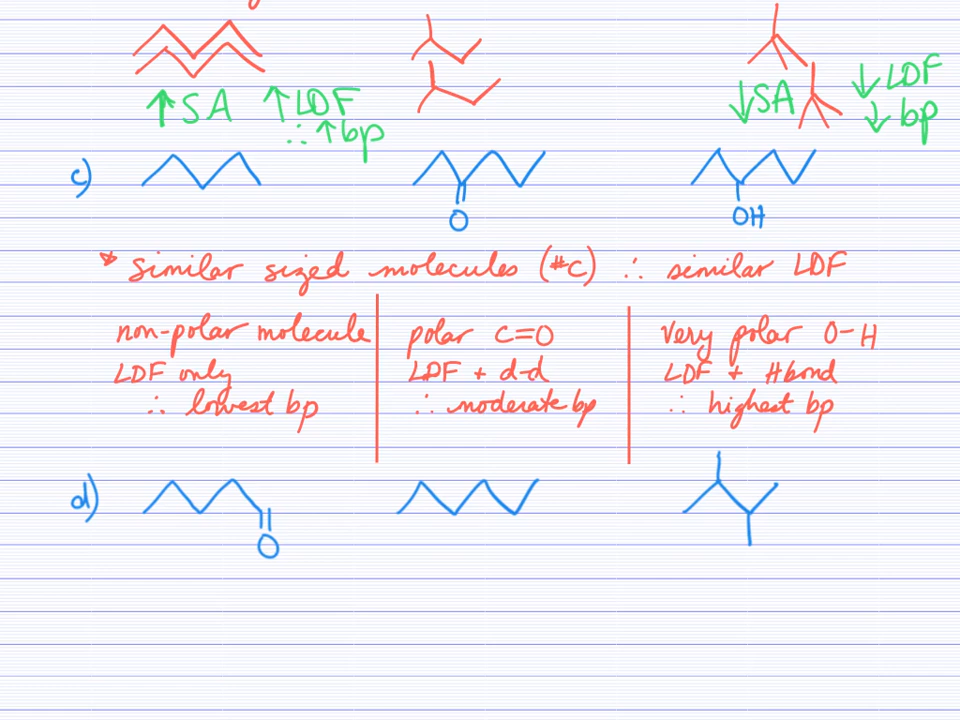 ↑SA ↑LDF ∴ ↑bp
↓SA ↓LDF ↓bp
c)
O
OH
* Similar sized molecules (#C) ∴ similar LDF
non-polar molecule
LDF only
∴ lowest bp
polar C=O
LDF + d-d
∴ moderate bp
very polar O-H
LDF + Hbond
∴ highest bp
d)
O